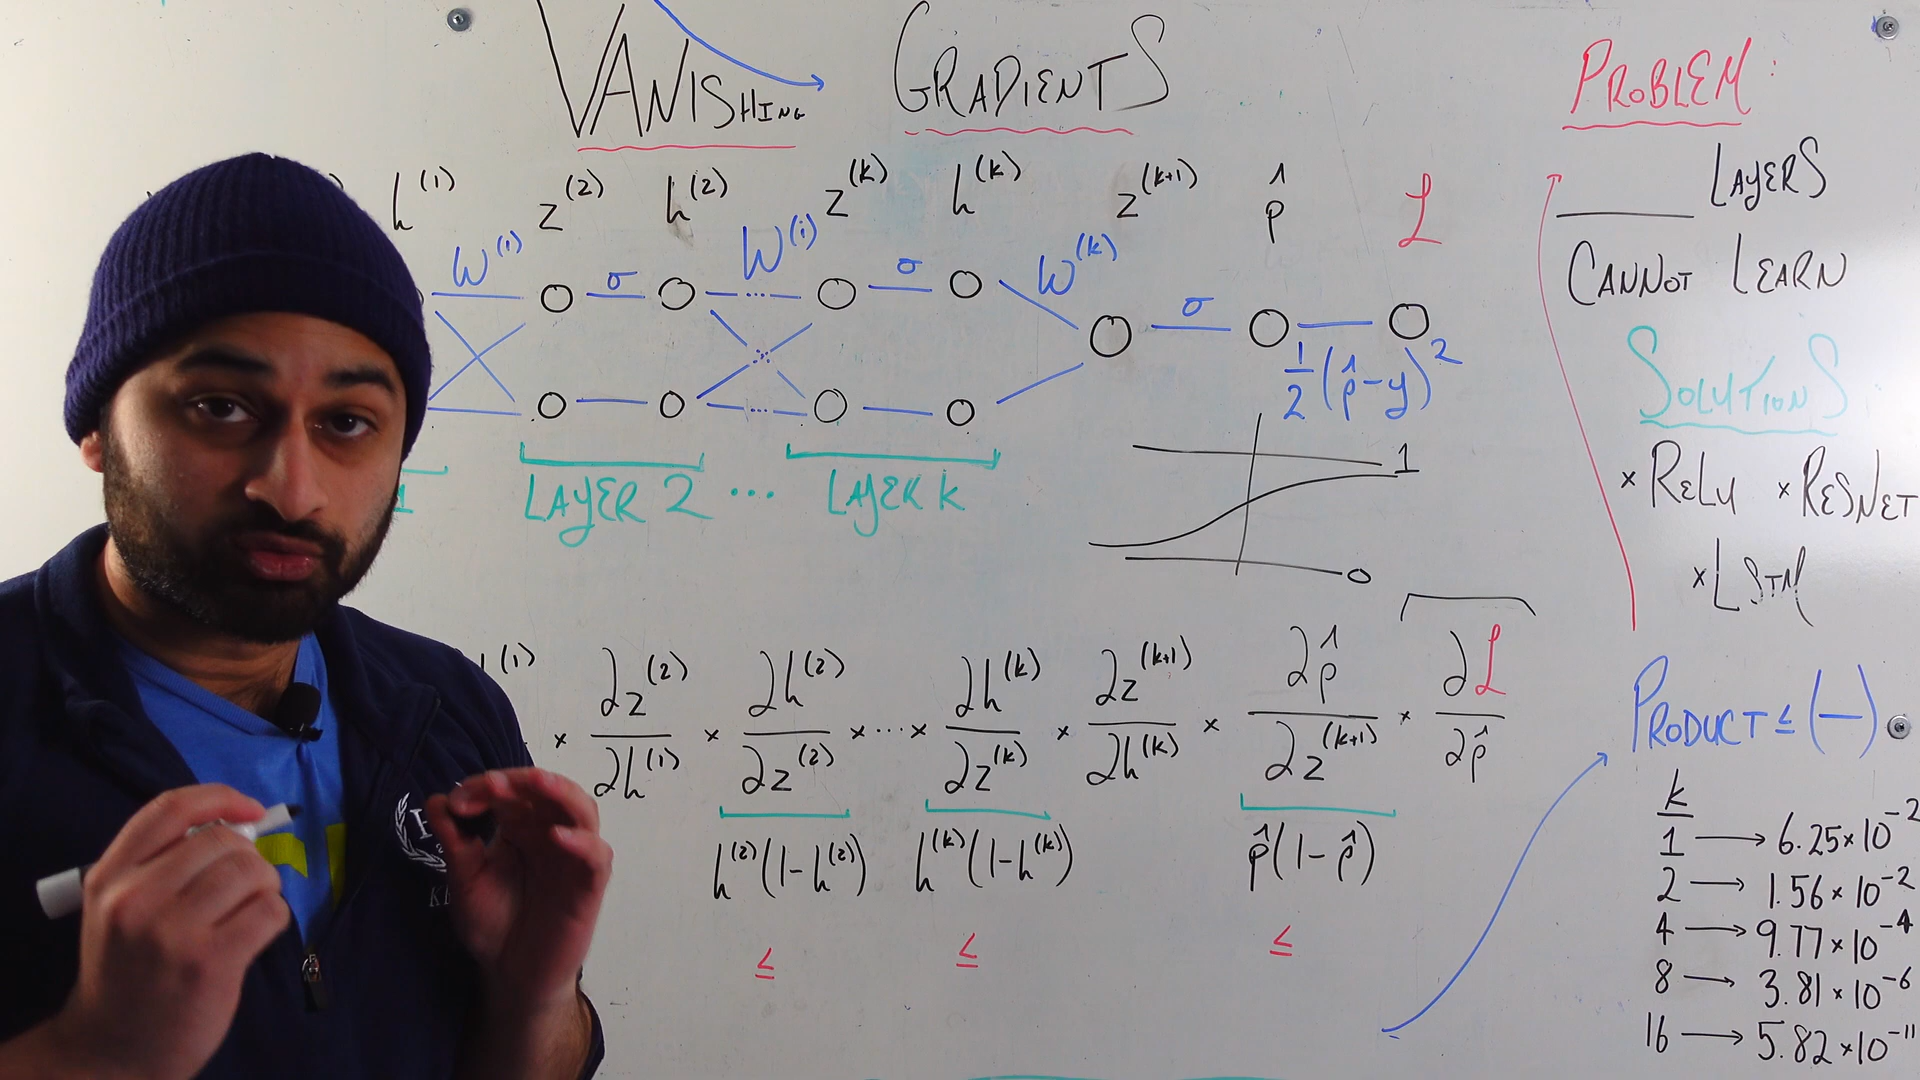 VANISHING GRADIENTS
h^(1) z^(2) h^(2) z^(k) h^(k) z^(k+1) p̂ L
W^(1) σ W^(i) σ W^(k) σ
1/2 (p̂-y)^2
1 LAYER 2 ... LAYER k
1
0
^(1) × ∂z^(2)/∂h^(1) × ∂h^(2)/∂z^(2) × ... × ∂h^(k)/∂z^(k) × ∂z^(k+1)/∂h^(k) × ∂p̂/∂z^(k+1) × ∂L/∂p̂
h^(2)(1-h^(2)) h^(k)(1-h^(k)) p̂(1-p̂)
≤ ≤ ≤
PROBLEM:
____ LAYERS
CANNOT LEARN
SOLUTIONS
× RELU × RESNET
× LSTM
PRODUCT ≤ (—)
k
1 → 6.25×10^-2
2 → 1.56×10^-2
4 → 9.77×10^-4
8 → 3.81×10^-6
16 → 5.82×10^-11